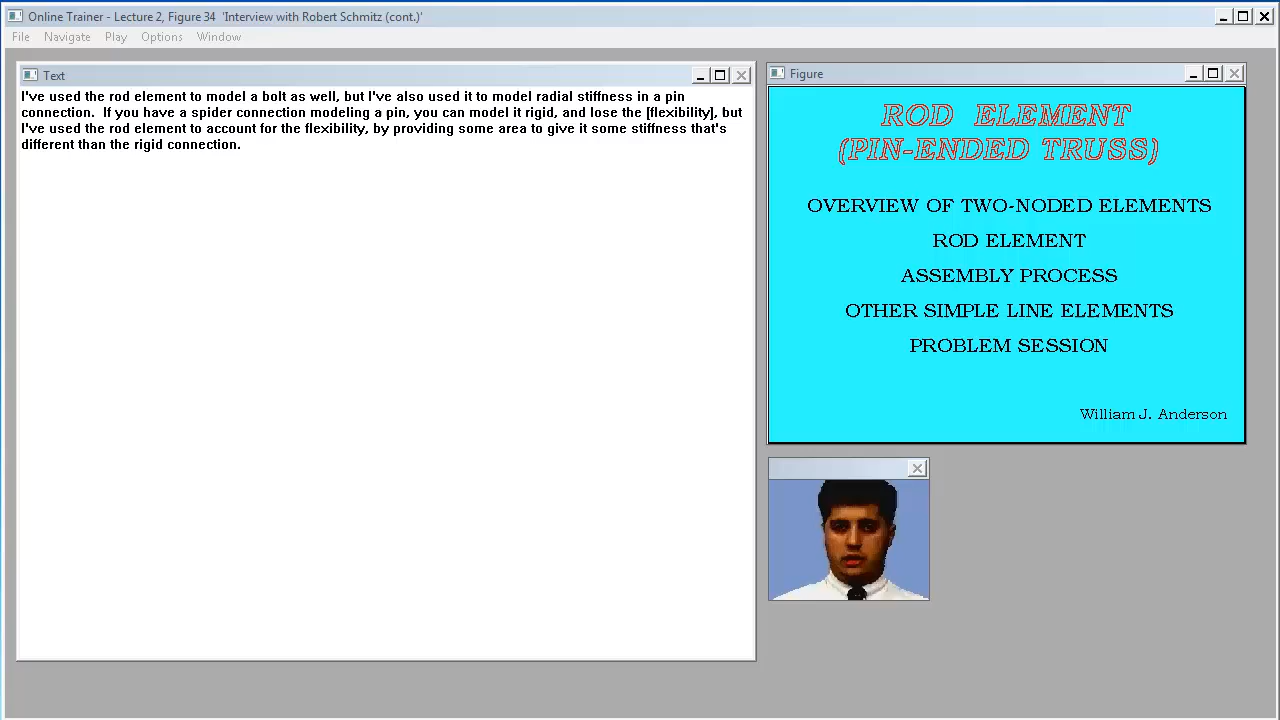 Online Trainer - Lecture 2, Figure 34 'Interview with Robert Schmitz (cont.)'
File Navigate Play Options Window
Text
I've used the rod element to model a bolt as well, but I've also used it to model radial stiffness in a pin
connection. If you have a spider connection modeling a pin, you can model it rigid, and lose the [flexibility], but
I've used the rod element to account for the flexbility, by providing some area to give it some stiffness that's
different than the rigid connection.
Figure
ROD ELEMENT
(PIN-ENDED TRUSS)
OVERVIEW OF TWO-NODED ELEMENTS
ROD ELEMENT
ASSEMBLY PROCESS
OTHER SIMPLE LINE ELEMENTS
PROBLEM SESSION
William J. Anderson